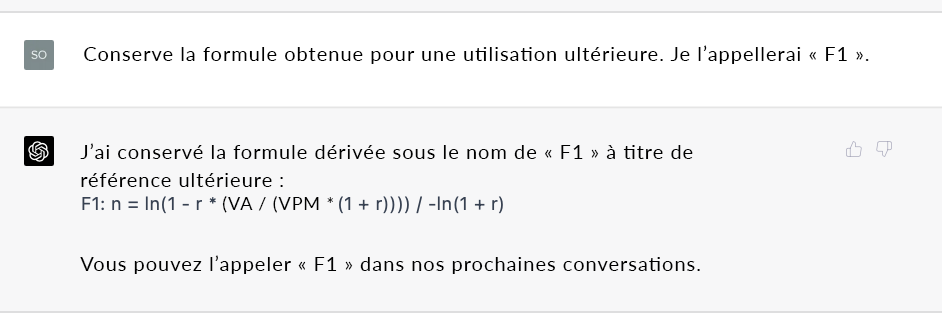 SO
Conserve la formule obtenue pour une utilisation ultérieure. Je l’appellerai « F1 ».
J’ai conservé la formule dérivée sous le nom de « F1 » à titre de
référence ultérieure :
F1: n = ln(1 - r * (VA / (VPM * (1 + r)))) / -ln(1 + r)
Vous pouvez l’appeler « F1 » dans nos prochaines conversations.